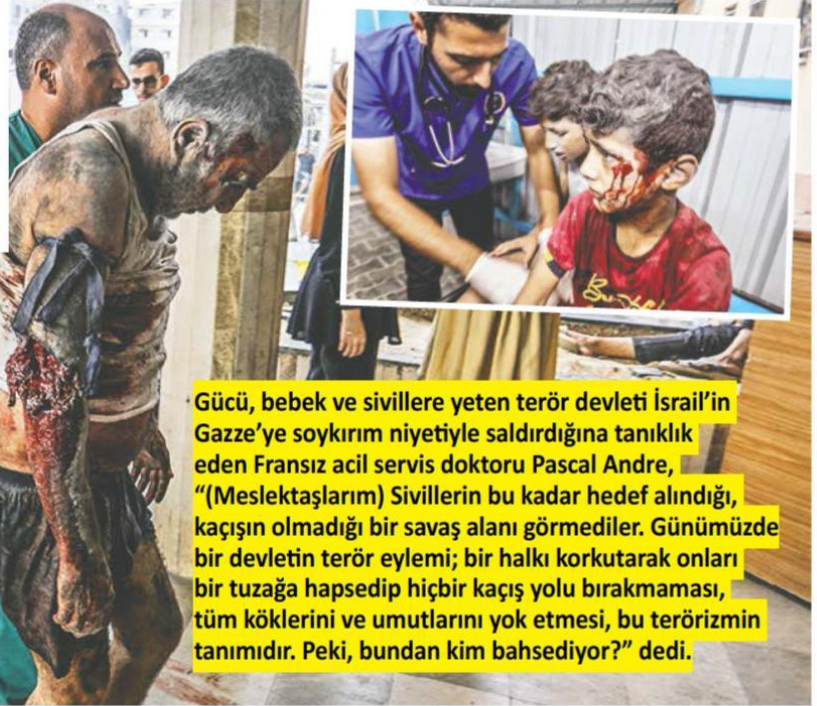 Gücü, bebek ve sivillere yeten terör devleti İsrail’in
Gazze’ye soykırım niyetiyle saldırdığına tanıklık
eden Fransız acil servis doktoru Pascal Andre,
“(Meslektaşlarım) Sivillerin bu kadar hedef alındığı,
kaçışın olmadığı bir savaş alanı görmediler. Günümüzde
bir devletin terör eylemi; bir halkı korkutarak onları
bir tuzağa hapsedip hiçbir kaçış yolu bırakmaması,
tüm köklerini ve umutlarını yok etmesi, bu terörizmin
tanımıdır. Peki, bundan kim bahsediyor?” dedi.